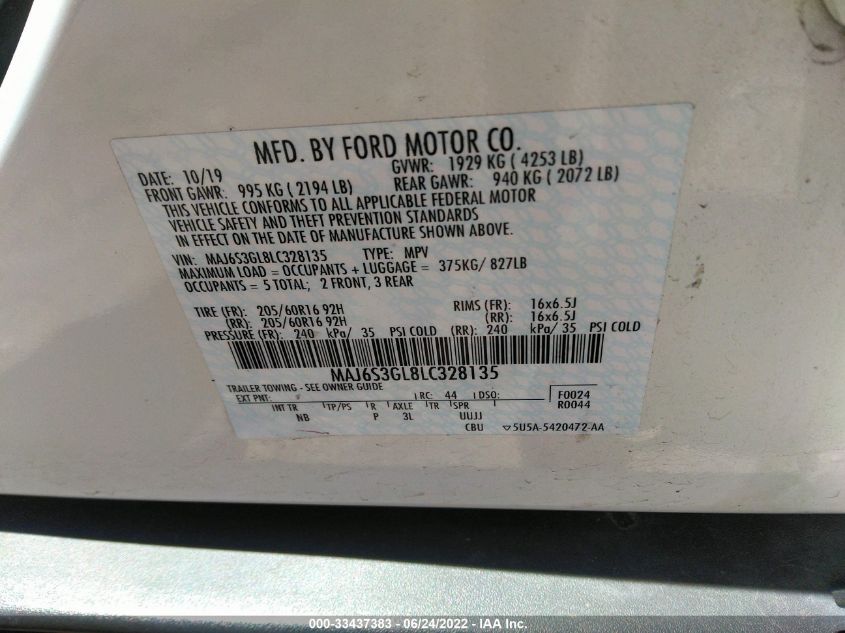 MFD. BY FORD MOTOR CO.
DATE: 10/19 GVWR: 1929 KG ( 4253 LB)
FRONT GAWR: 995 KG ( 2194 LB) REAR GAWR: 940 KG ( 2072 LB)
THIS VEHICLE CONFORMS TO ALL APPLICABLE FEDERAL MOTOR
VEHICLE SAFETY AND THEFT PREVENTION STANDARDS
IN EFFECT ON THE DATE OF MANUFACTURE SHOWN ABOVE.
VIN: MAJ6S3GL8LC328135 TYPE: MPV
MAXIMUM LOAD = OCCUPANTS + LUGGAGE = 375KG/ 827LB
OCCUPANTS = 5 TOTAL; 2 FRONT, 3 REAR
TIRE (FR): 205/60R16 92H RIMS (FR): 16x6.5J
(RR): 205/60R16 92H (RR): 16x6.5J
PRESSURE (FR): 240 kPa/ 35 PSI COLD (RR): 240 kPa/ 35 PSI COLD
MAJ6S3GL8LC328135
TRAILER TOWING - SEE OWNER GUIDE
EXT PNT: RC: 44 DSO: F0024
INT TR TP/PS R AXLE TR SPR R0044
NB P 3L UUJJ
CBU ▽5U5A-5420472-AA
000-33437383 - 06/24/2022 - © IAA Inc.